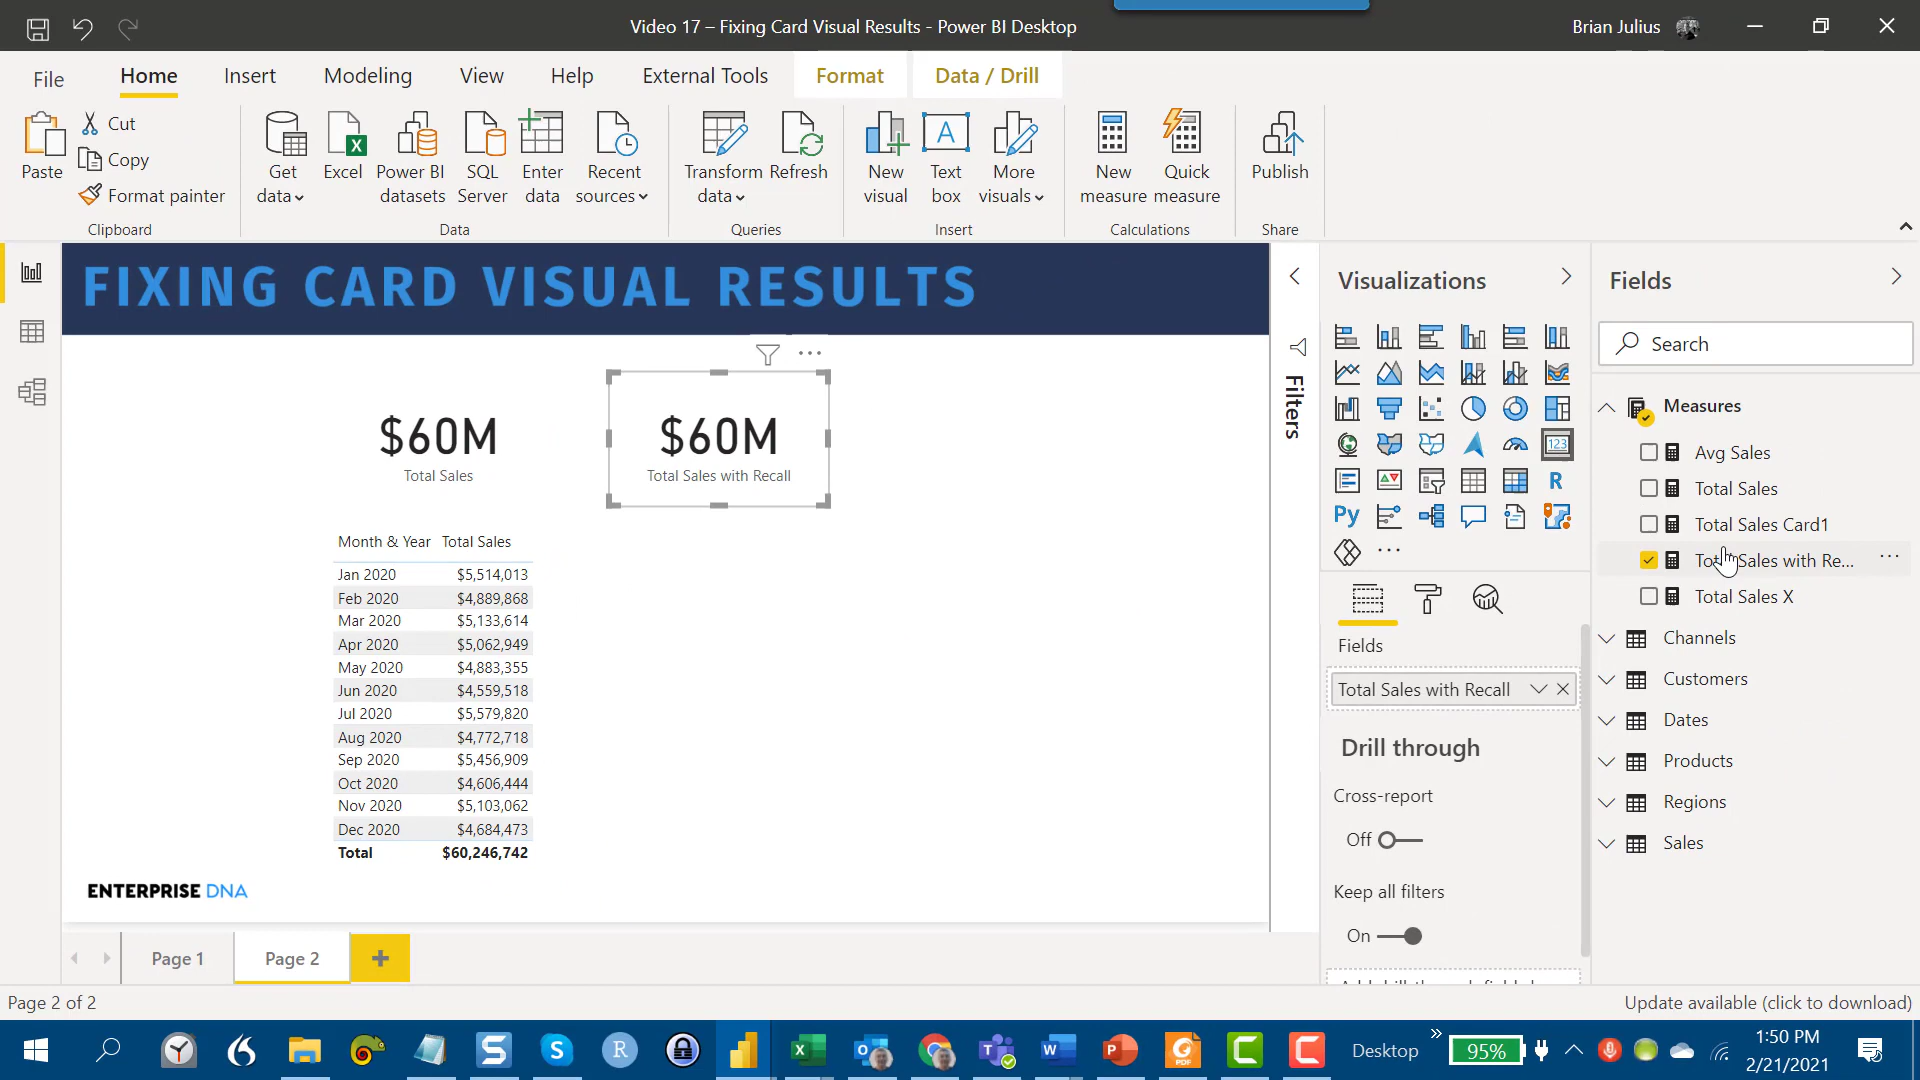 Video 17 – Fixing Card Visual Results - Power BI Desktop
Brian Julius
File
Home
Insert
Modeling
View
Help
External Tools
Format
Data / Drill
Paste
Cut
Copy
Format painter
Clipboard
Get data
Excel
Power BI datasets
SQL Server
Enter data
Recent sources
Data
Transform data
Refresh
Queries
New visual
Text box
More visuals
Insert
New measure
Quick measure
Calculations
Publish
Share
FIXING CARD VISUAL RESULTS
$60M
Total Sales
$60M
Total Sales with Recall
Month & Year Total Sales
Jan 2020 $5,514,013
Feb 2020 $4,889,868
Mar 2020 $5,133,614
Apr 2020 $5,062,949
May 2020 $4,883,355
Jun 2020 $4,559,518
Jul 2020 $5,579,820
Aug 2020 $4,772,718
Sep 2020 $5,456,909
Oct 2020 $4,606,444
Nov 2020 $5,103,062
Dec 2020 $4,684,473
Total $60,246,742
ENTERPRISE DNA
Filters
Visualizations
123
R
Py
Fields
Total Sales with Recall
Drill through
Cross-report
Off
Keep all filters
On
Fields
Search
Measures
Avg Sales
Total Sales
Total Sales Card1
Sales with Re...
Total Sales X
Channels
Customers
Dates
Products
Regions
Sales
Page 1
Page 2
Page 2 of 2
Update available (click to download)
Desktop
95%
1:50 PM
2/21/2021